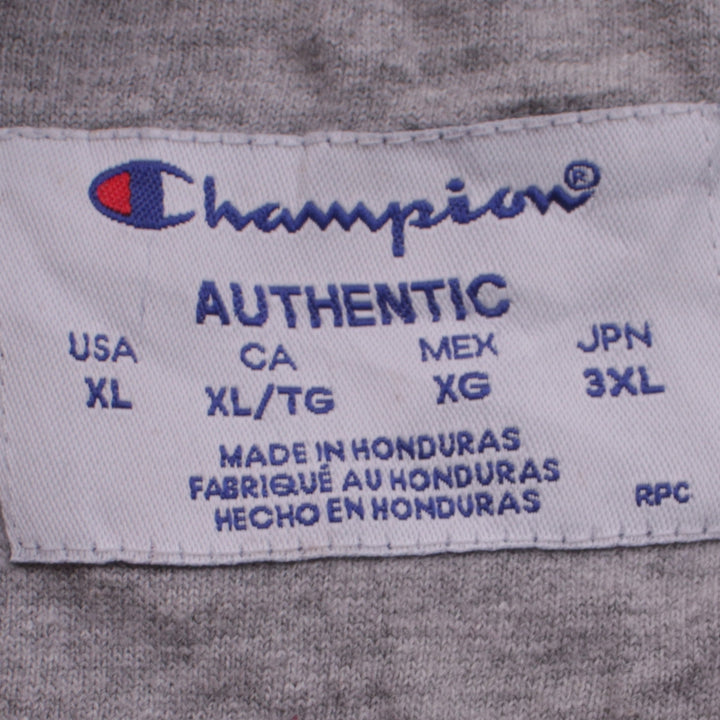 Champion®
AUTHENTIC
USA CA MEX JPN
XL XL/TG XG 3XL
MADE IN HONDURAS
FABRIQUÉ AU HONDURAS
HECHO EN HONDURAS
RPC